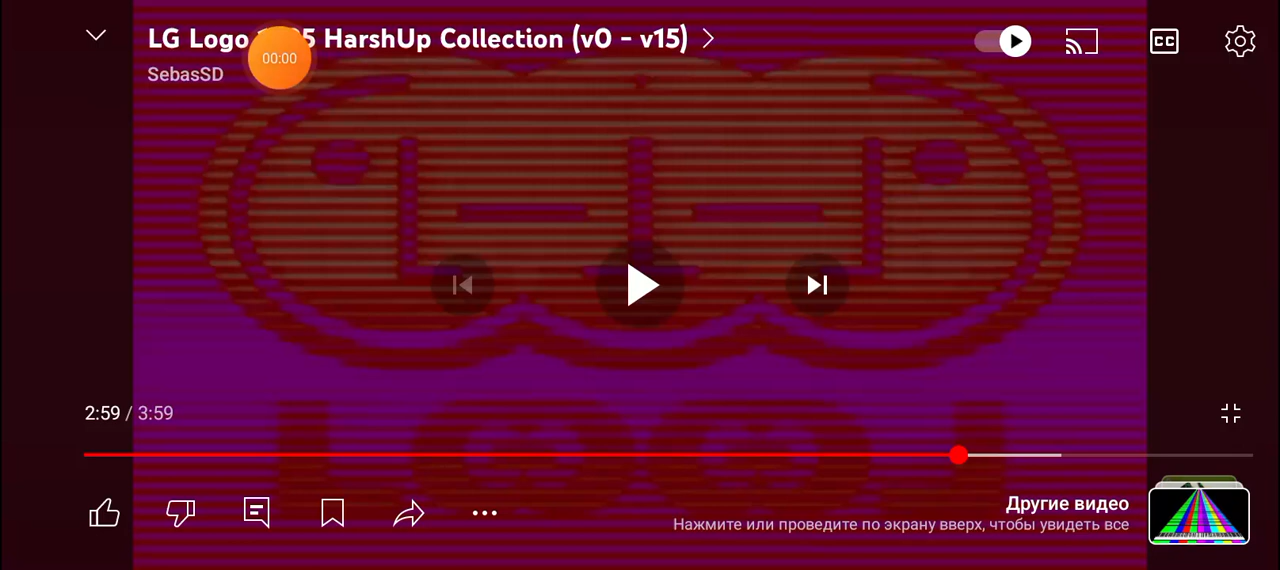 LG Logo 5 HarshUp Collection (v0 - v15)
00:00
SebasSD
CC
2:59 / 3:59
Другие видео
Нажмите или проведите по экрану вверх, чтобы увидеть все